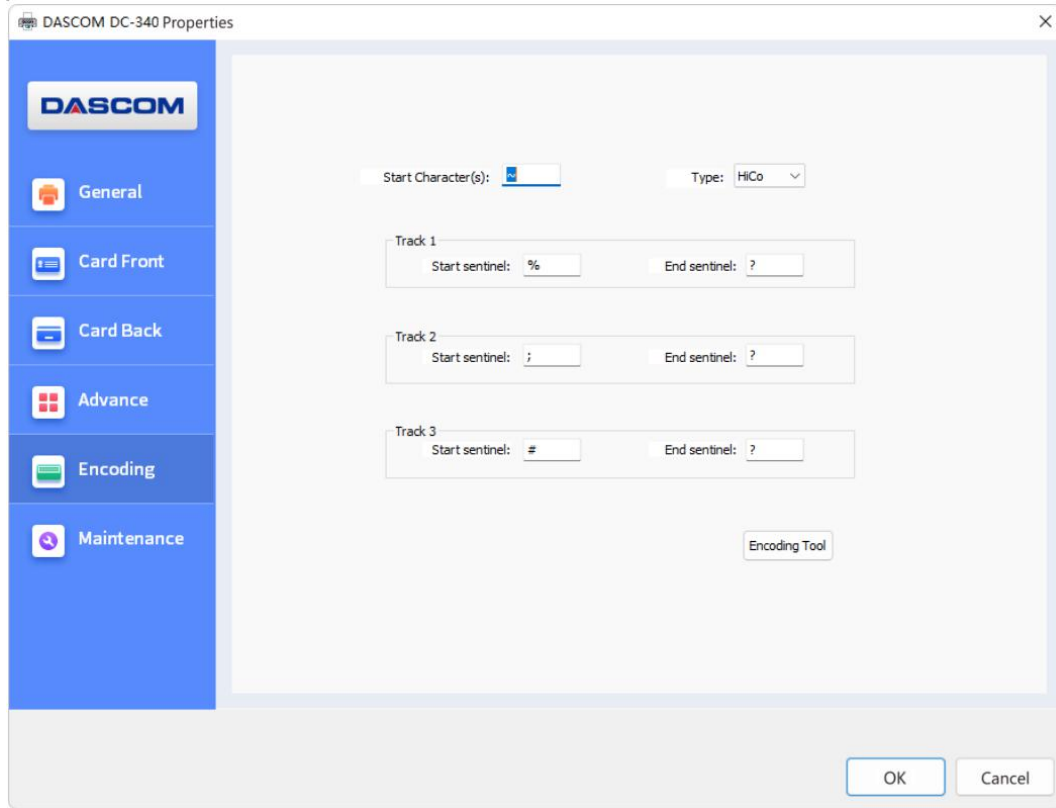 DASCOM DC-340 Properties
DASCOM
General
Card Front
Card Back
Advance
Encoding
Maintenance
Start Character(s): ~
Type: HiCo
Track 1
Start sentinel: %
End sentinel: ?
Track 2
Start sentinel: ;
End sentinel: ?
Track 3
Start sentinel: #
End sentinel: ?
Encoding Tool
OK
Cancel